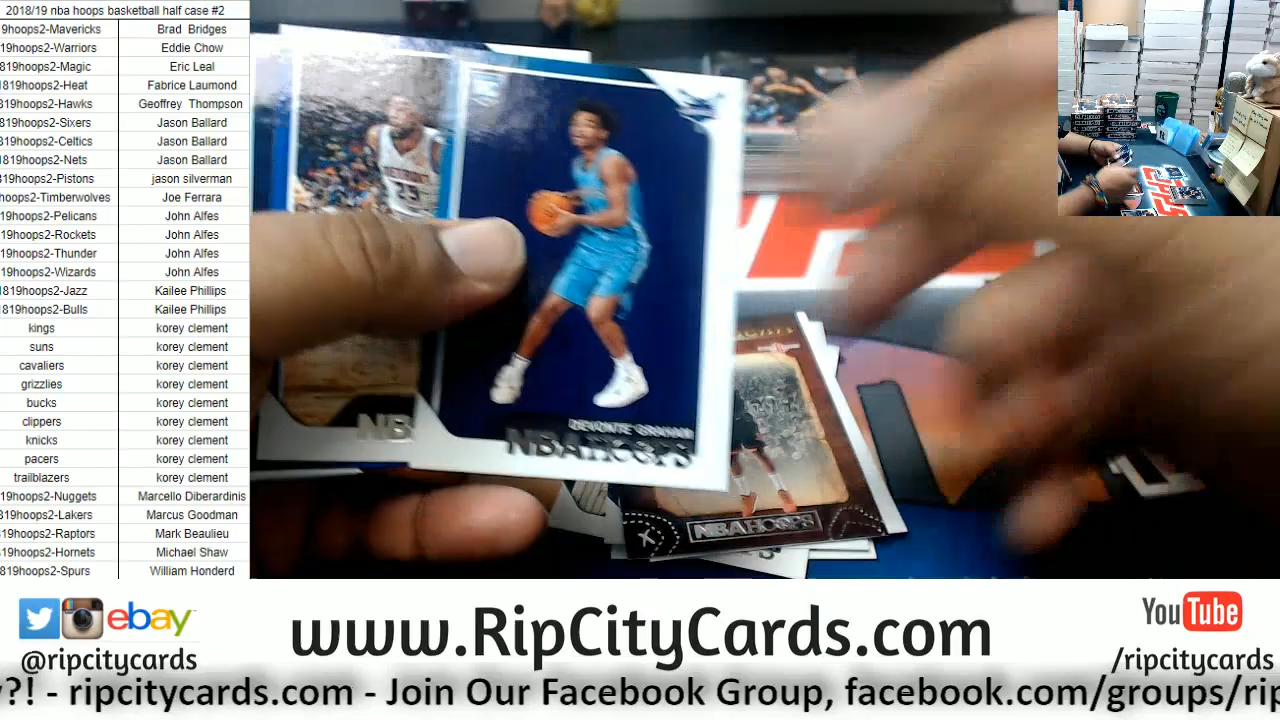 2018/19 nba hoops basketball half case #2
9hoops2-Mavericks Brad Bridges
19hoops2-Warriors Eddie Chow
819hoops2-Magic Eric Leal
1819hoops2-Heat Fabrice Laumond
819hoops2-Hawks Geoffrey Thompson
819hoops2-Sixers Jason Ballard
819hoops2-Celtics Jason Ballard
1819hoops2-Nets Jason Ballard
819hoops2-Pistons jason silverman
hoops2-Timberwolves Joe Ferrara
19hoops2-Pelicans John Alfes
19hoops2-Rockets John Alfes
19hoops2-Thunder John Alfes
19hoops2-Wizards John Alfes
1819hoops2-Jazz Kailee Phillips
1819hoops2-Bulls Kailee Phillips
kings korey clement
suns korey clement
cavaliers korey clement
grizzlies korey clement
bucks korey clement
clippers korey clement
knicks korey clement
pacers korey clement
trailblazers korey clement
19hoops2-Nuggets Marcello Diberardinis
819hoops2-Lakers Marcus Goodman
19hoops2-Raptors Mark Beaulieu
19hoops2-Hornets Michael Shaw
819hoops2-Spurs William Honderd
DEVONTE GRAHAM
NBA HOOPS
NB
NBA HOOPS
ebay
@ripcitycards
www.RipCityCards.com
YouTube
/ripcitycards
y?! - ripcitycards.com - Join Our Facebook Group, facebook.com/groups/rip